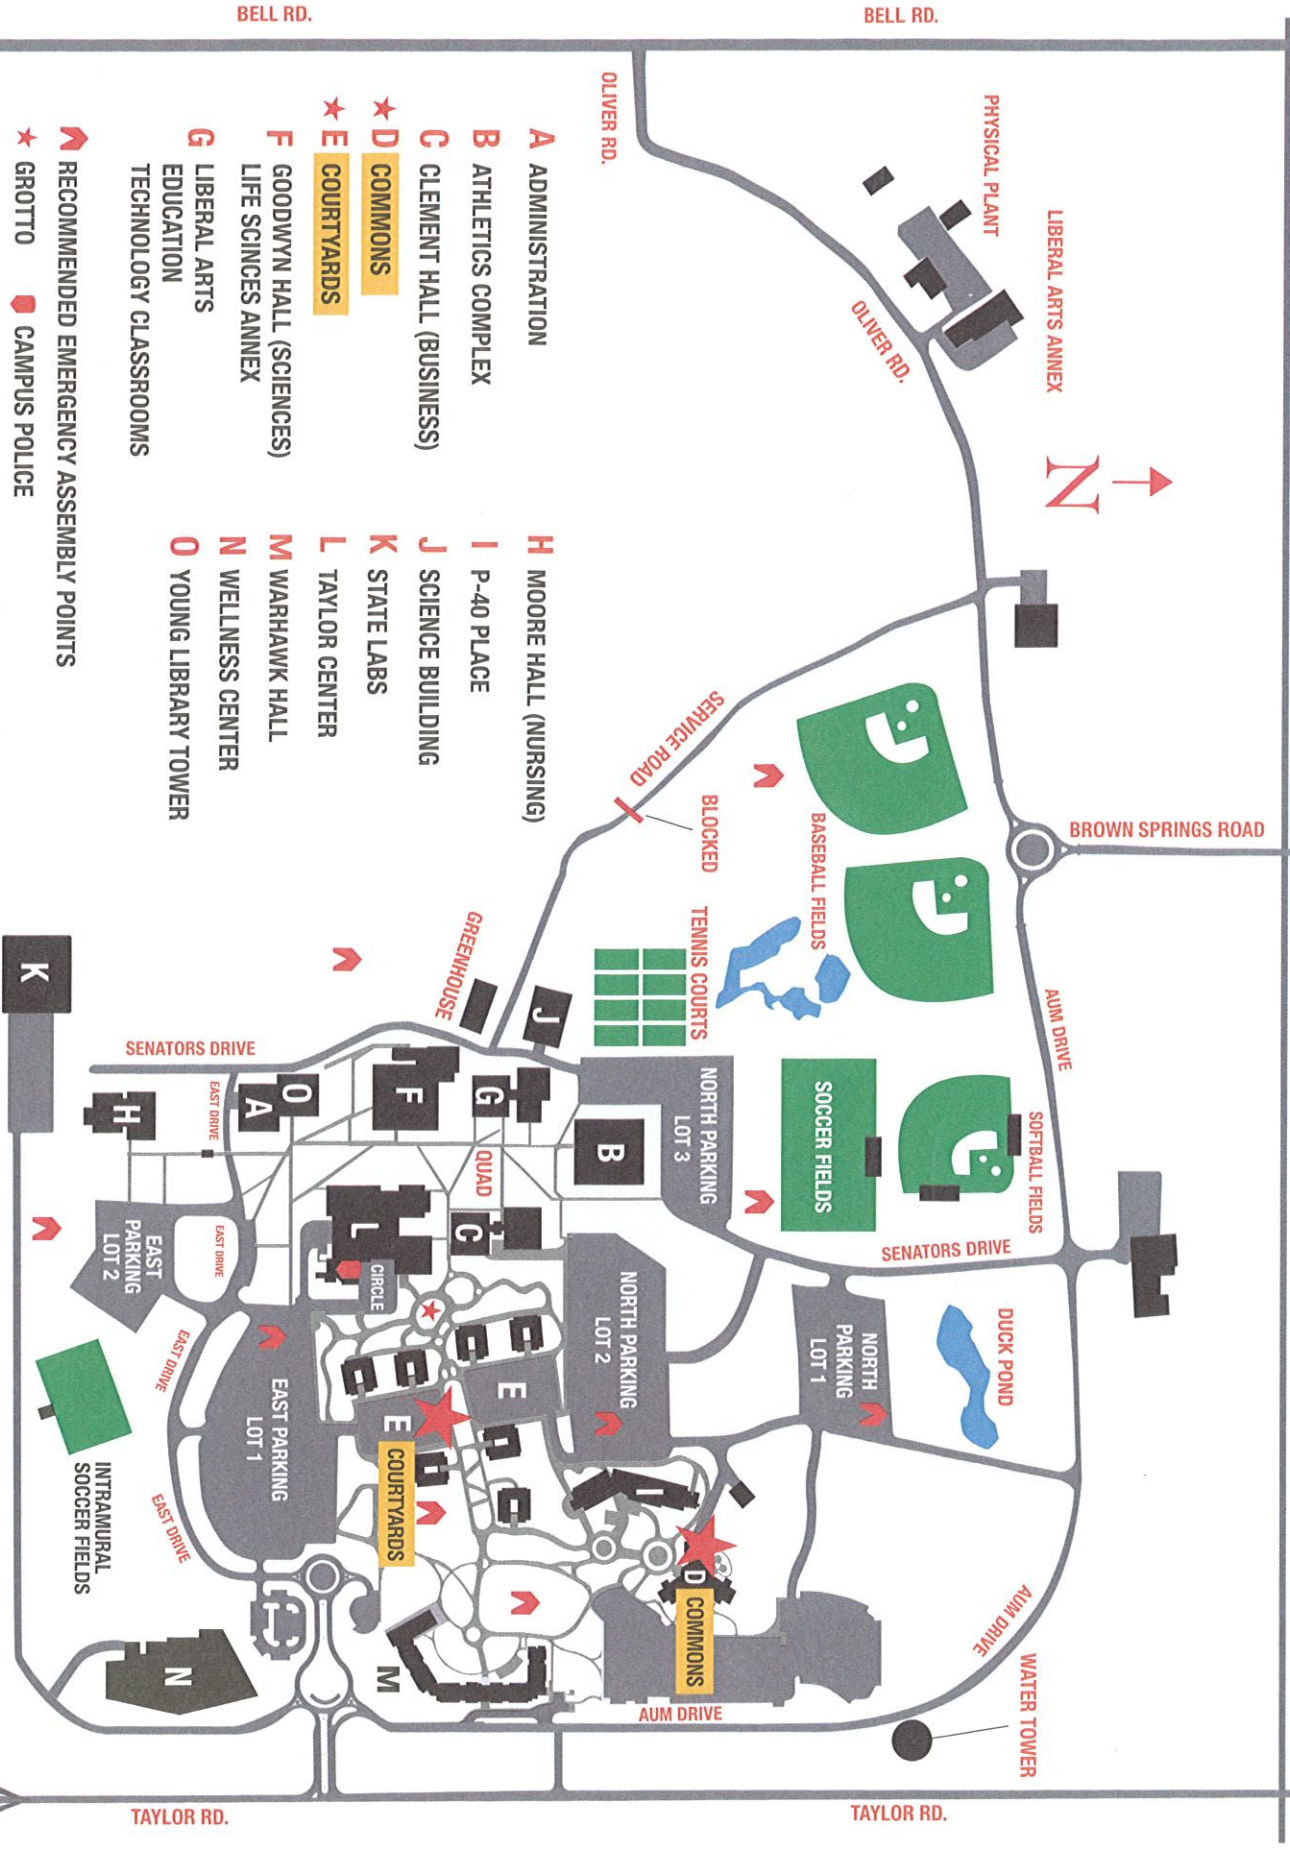 BELL RD.
BELL RD.
OLIVER RD.
PHYSICAL PLANT
LIBERAL ARTS ANNEX
OLIVER RD.
N
A ADMINISTRATION
B ATHLETICS COMPLEX
C CLEMENT HALL (BUSINESS)
D COMMONS
E COURTYARDS
F GOODWYN HALL (SCIENCES)
LIFE SCINCES ANNEX
G LIBERAL ARTS
EDUCATION
TECHNOLOGY CLASSROOMS
RECOMMENDED EMERGENCY ASSEMBLY POINTS
GROTTO
CAMPUS POLICE
H MOORE HALL (NURSING)
I P-40 PLACE
J SCIENCE BUILDING
K STATE LABS
L TAYLOR CENTER
M WARHAWK HALL
N WELLNESS CENTER
O YOUNG LIBRARY TOWER
SERVICE ROAD
BLOCKED
BASEBALL FIELDS
BROWN SPRINGS ROAD
TENNIS COURTS
GREENHOUSE
AUM DRIVE
SOFTBALL FIELDS
SOCCER FIELDS
NORTH PARKING
LOT 3
SENATORS DRIVE
SENATORS DRIVE
EAST DRIVE
K
J
H
A
O
F
G
B
QUAD
L
C
CIRCLE
EAST DRIVE
EAST
PARKING
LOT 2
EAST DRIVE
NORTH PARKING
LOT 2
NORTH
PARKING
LOT 1
DUCK POND
E
E
COURTYARDS
EAST PARKING
LOT 1
EAST DRIVE
INTRAMURAL
SOCCER FIELDS
I
D
COMMONS
M
N
AUM DRIVE
AUM DRIVE
WATER TOWER
TAYLOR RD.
TAYLOR RD.